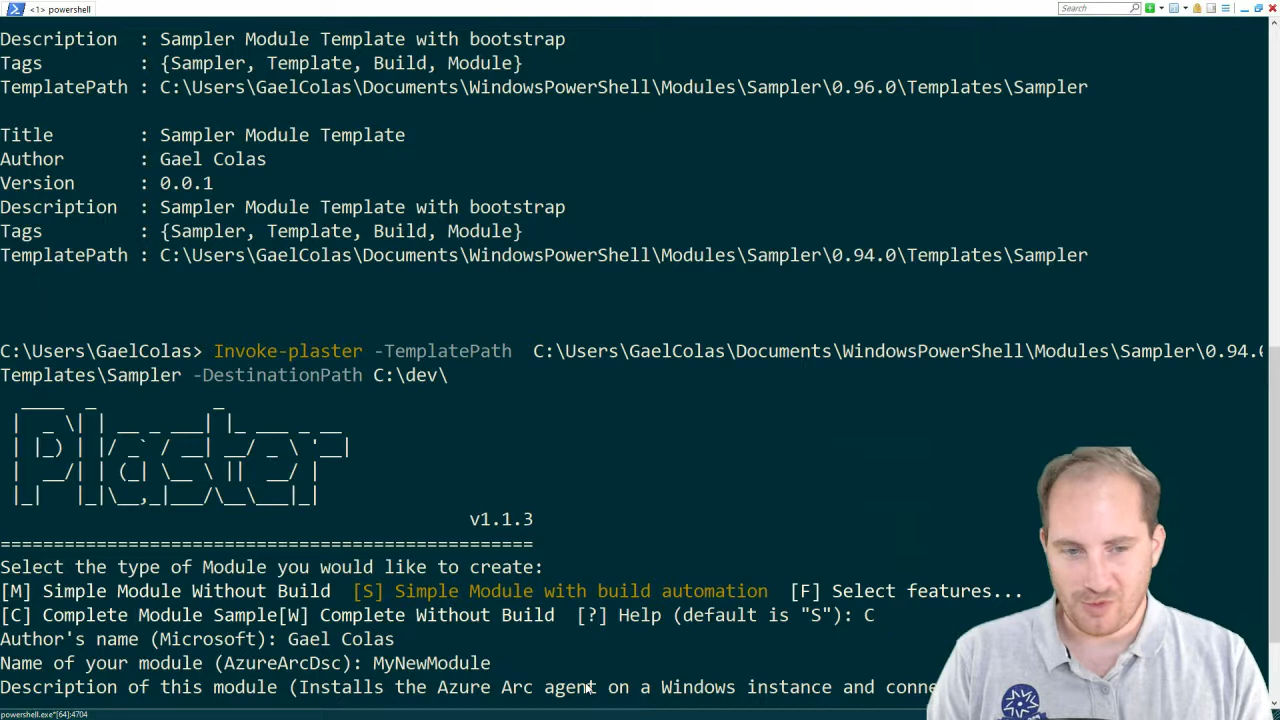 <1> powershell
Search
Description : Sampler Module Template with bootstrap
Tags : {Sampler, Template, Build, Module}
TemplatePath : C:\Users\GaelColas\Documents\WindowsPowerShell\Modules\Sampler\0.96.0\Templates\Sampler
Title : Sampler Module Template
Author : Gael Colas
Version : 0.0.1
Description : Sampler Module Template with bootstrap
Tags : {Sampler, Template, Build, Module}
TemplatePath : C:\Users\GaelColas\Documents\WindowsPowerShell\Modules\Sampler\0.94.0\Templates\Sampler
C:\Users\GaelColas> Invoke-plaster -TemplatePath C:\Users\GaelColas\Documents\WindowsPowerShell\Modules\Sampler\0.94.0
Templates\Sampler -DestinationPath C:\dev\
Plaster
v1.1.3
==================================================
Select the type of Module you would like to create:
[M] Simple Module Without Build [S] Simple Module with build automation [F] Select features...
[C] Complete Module Sample[W] Complete Without Build [?] Help (default is "S"): C
Author's name (Microsoft): Gael Colas
Name of your module (AzureArcDsc): MyNewModule
Description of this module (Installs the Azure Arc agent on a Windows instance and conne
powershell.exe*[64]:4704